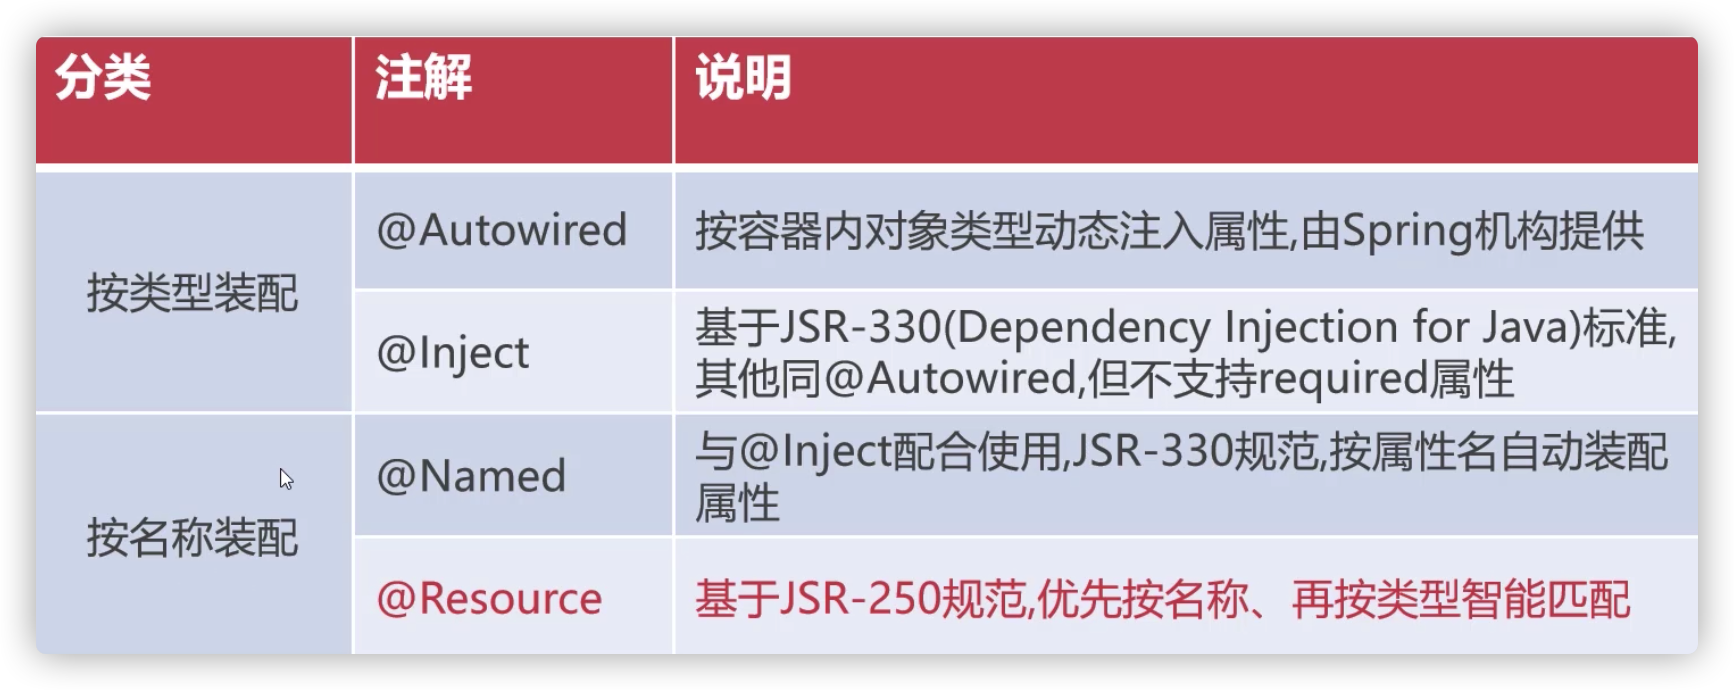 分类
注解
说明
按类型装配
@Autowired
按容器内对象类型动态注入属性,由Spring机构提供
@Inject
基于JSR-330(Dependency Injection for Java)标准,
其他同@Autowired,但不支持required属性
按名称装配
@Named
与@Inject配合使用,JSR-330规范,按属性名自动装配
属性
@Resource
基于JSR-250规范,优先按名称、再按类型智能匹配